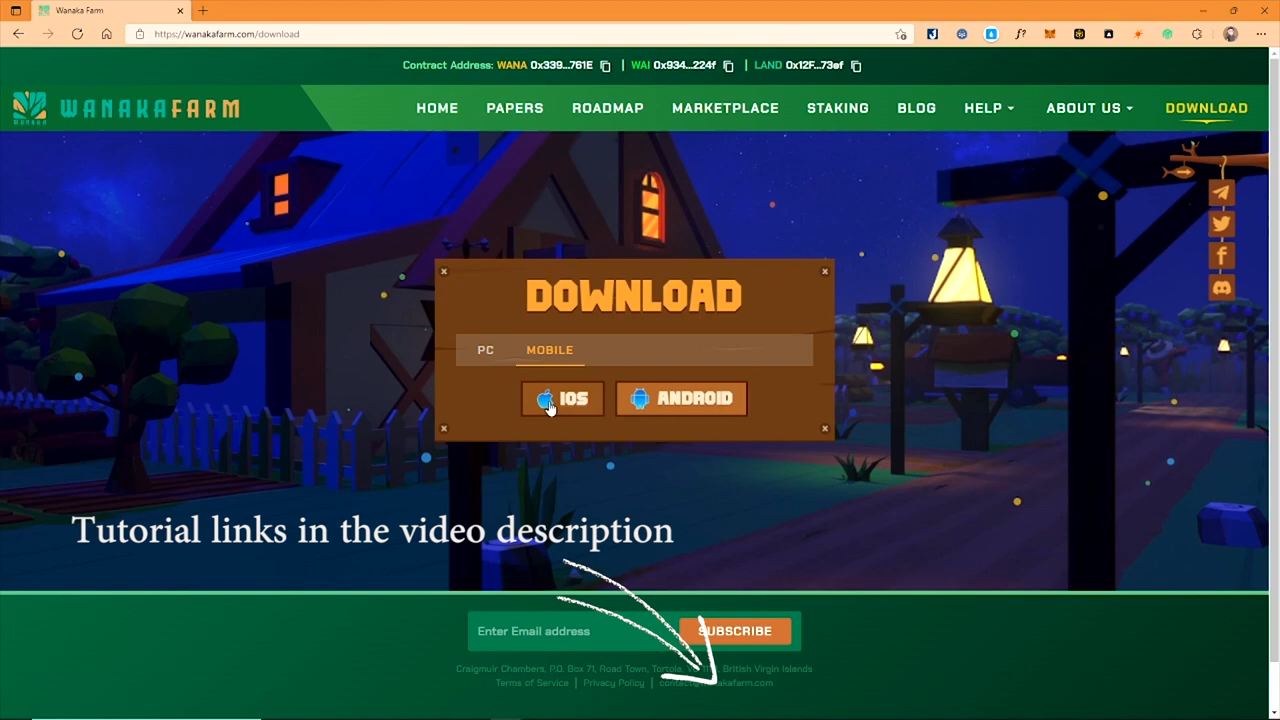 Wanaka Farm
https://wanakafarm.com/download
Contract Address: WANA 0x339...761E | WAI 0x934...224f | LAND 0x12F...73ef
WANAKA
WANAKAFARM
HOME PAPERS ROADMAP MARKETPLACE STAKING BLOG HELP ABOUT US DOWNLOAD
DOWNLOAD
PC MOBILE
IOS ANDROID
Tutorial links in the video description
Enter Email address SUBSCRIBE
Craigmuir Chambers, P.O. Box 71, Road Town, Tortola, British Virgin Islands
Terms of Service | Privacy Policy |